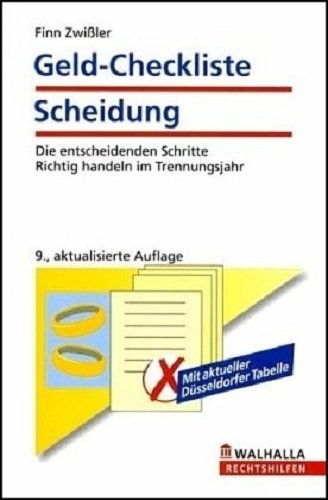 Finn Zwißler
Geld-Checkliste
Scheidung
Die entscheidenden Schritte
Richtig handeln im Trennungsjahr
9., aktualisierte Auflage
Mit aktueller
Düsseldorfer Tabelle
WALHALLA
RECHTSHILFEN